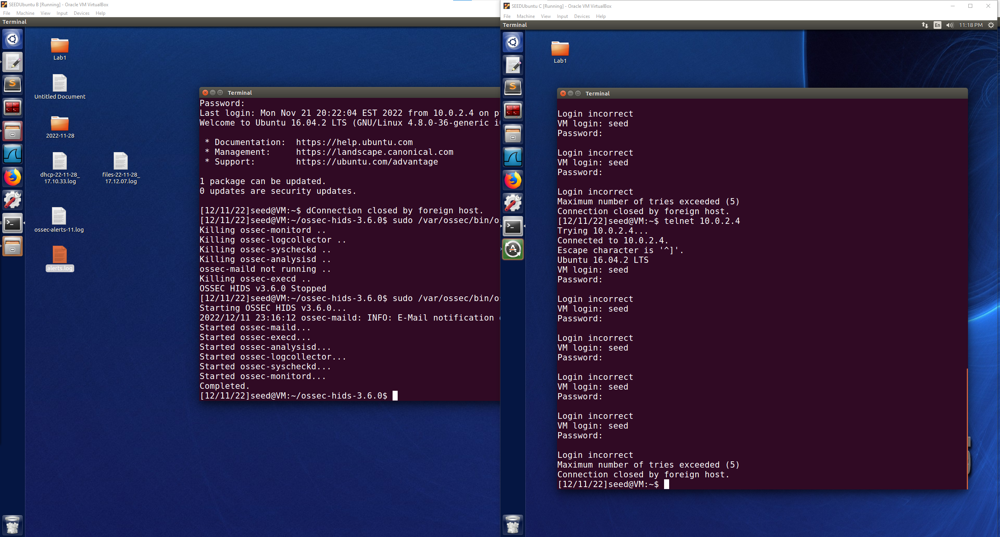 SEEDUbuntu B [Running] - Oracle VM VirtualBox
File Machine View Input Devices Help
Terminal
Lab1
Untitled Document
2022-11-28
dhcp-22-11-28_
17.10.33.log
files-22-11-28_
17.12.07.log
ossec-alerts-11.log
alerts.log
Terminal
Password:
Last login: Mon Nov 21 20:22:04 EST 2022 from 10.0.2.4 on
Welcome to Ubuntu 16.04.2 LTS (GNU/Linux 4.8.0-36-generic
* Documentation:  https://help.ubuntu.com
* Management:     https://landscape.canonical.com
* Support:        https://ubuntu.com/advantage
1 package can be updated.
0 updates are security updates.
[12/11/22]seed@VM:~$ dConnection closed by foreign host.
[12/11/22]seed@VM:~/ossec-hids-3.6.0$ sudo /var/ossec/bin/
Killing ossec-monitord ..
Killing ossec-logcollector ..
Killing ossec-syscheckd ..
Killing ossec-analysisd ..
ossec-maild not running ..
Killing ossec-execd ..
OSSEC HIDS v3.6.0 Stopped
[12/11/22]seed@VM:~/ossec-hids-3.6.0$ sudo /var/ossec/bin/
Starting OSSEC HIDS v3.6.0...
2022/12/11 23:16:12 ossec-maild: INFO: E-Mail notification
Started ossec-maild...
Started ossec-execd...
Started ossec-analysisd...
Started ossec-logcollector...
Started ossec-syscheckd...
Started ossec-monitord...
Completed.
[12/11/22]seed@VM:~/ossec-hids-3.6.0$
SEEDUbuntu C [Running] - Oracle VM VirtualBox
File Machine View Input Devices Help
Terminal
En 11:18 PM
Lab1
Terminal
Login incorrect
VM login: seed
Password:
Login incorrect
VM login: seed
Password:
Login incorrect
Maximum number of tries exceeded (5)
Connection closed by foreign host.
[12/11/22]seed@VM:~$ telnet 10.0.2.4
Trying 10.0.2.4...
Connected to 10.0.2.4.
Escape character is '^]'.
Ubuntu 16.04.2 LTS
VM login: seed
Password:
Login incorrect
VM login: seed
Password:
Login incorrect
VM login: seed
Password:
Login incorrect
VM login: seed
Password:
Login incorrect
VM login: seed
Password:
Login incorrect
Maximum number of tries exceeded (5)
Connection closed by foreign host.
[12/11/22]seed@VM:~$